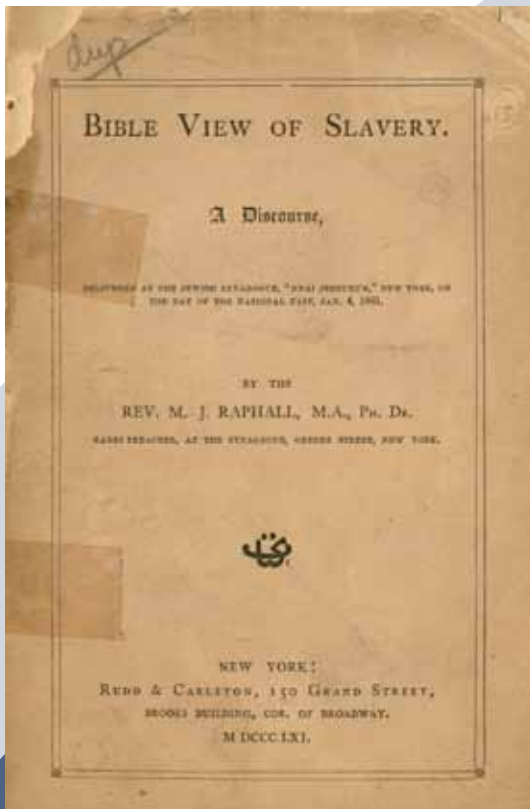 dup
BIBLE VIEW OF SLAVERY.
A Discourse,
DELIVERED AT THE JEWISH SYNAGOGUE, "BNAI JESHURUN," NEW YORK, ON
THE DAY OF THE NATIONAL FAST, JAN. 4, 1861,
BY THE
REV. M. J. RAPHALL, M.A., PH. DR.
RABBI PREACHER, AT THE SYNAGOGUE, GREENE STREET, NEW YORK.
NEW YORK:
RUDD & CARLETON, 130 GRAND STREET,
BROOKS BUILDING, COR. OF BROADWAY.
M DCCC LXI.